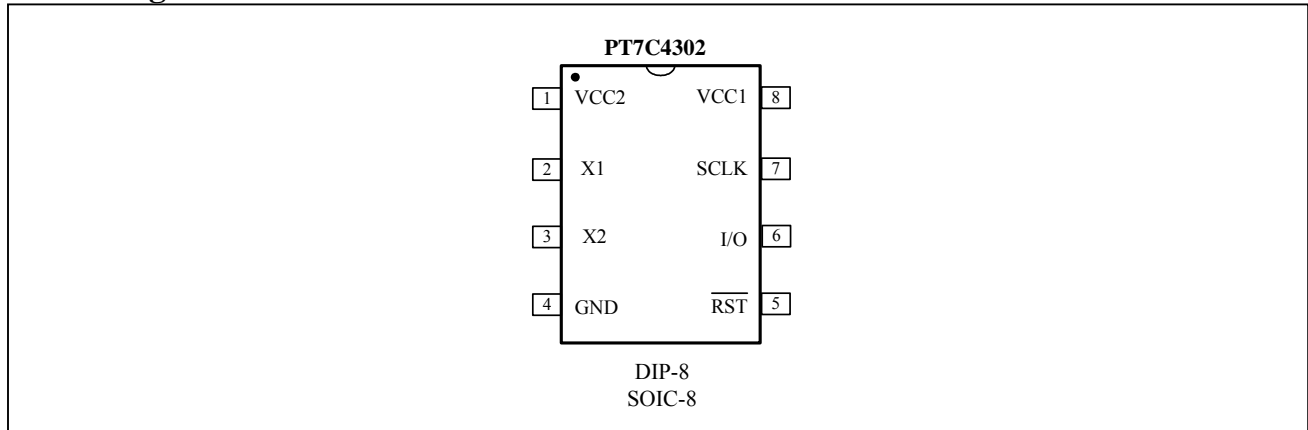 PT7C4302
1 VCC2 VCC1 8
2 X1 SCLK 7
3 X2 I/O 6
4 GND RST 5
DIP-8
SOIC-8